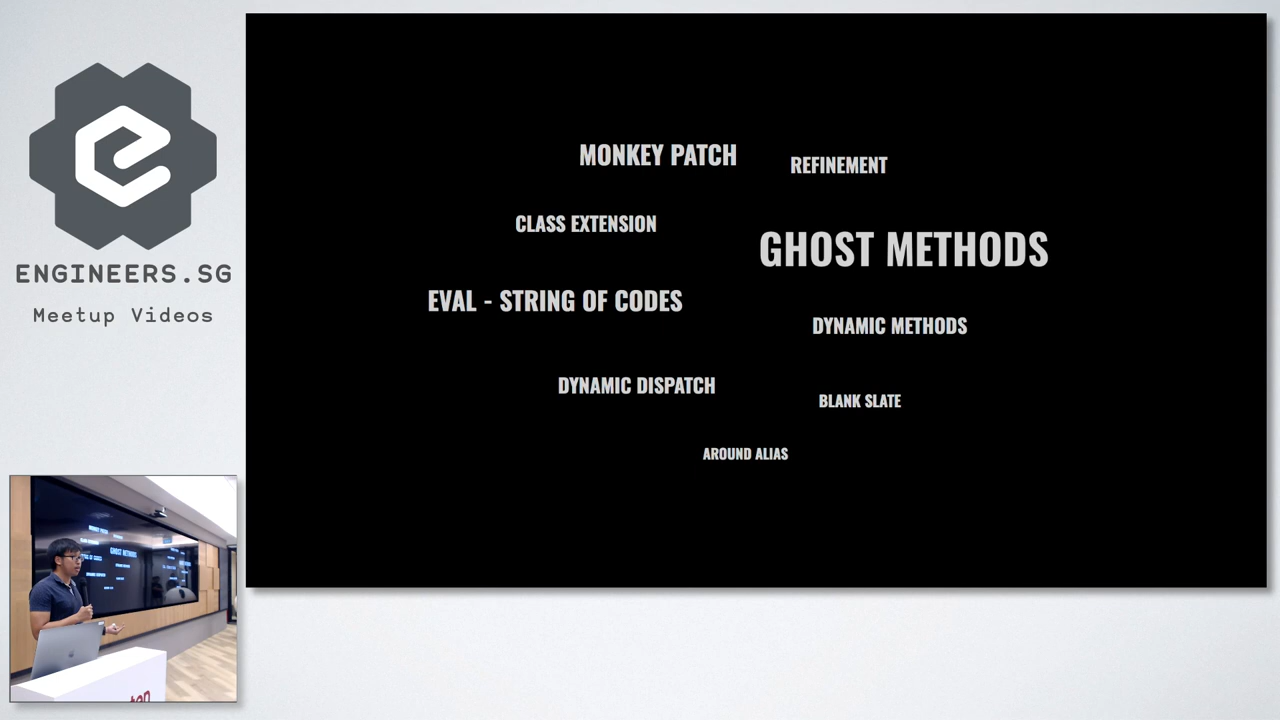 ENGINEERS.SG
Meetup Videos
MONKEY PATCH
REFINEMENT
CLASS EXTENSION
GHOST METHODS
EVAL - STRING OF CODES
DYNAMIC METHODS
DYNAMIC DISPATCH
BLANK SLATE
AROUND ALIAS